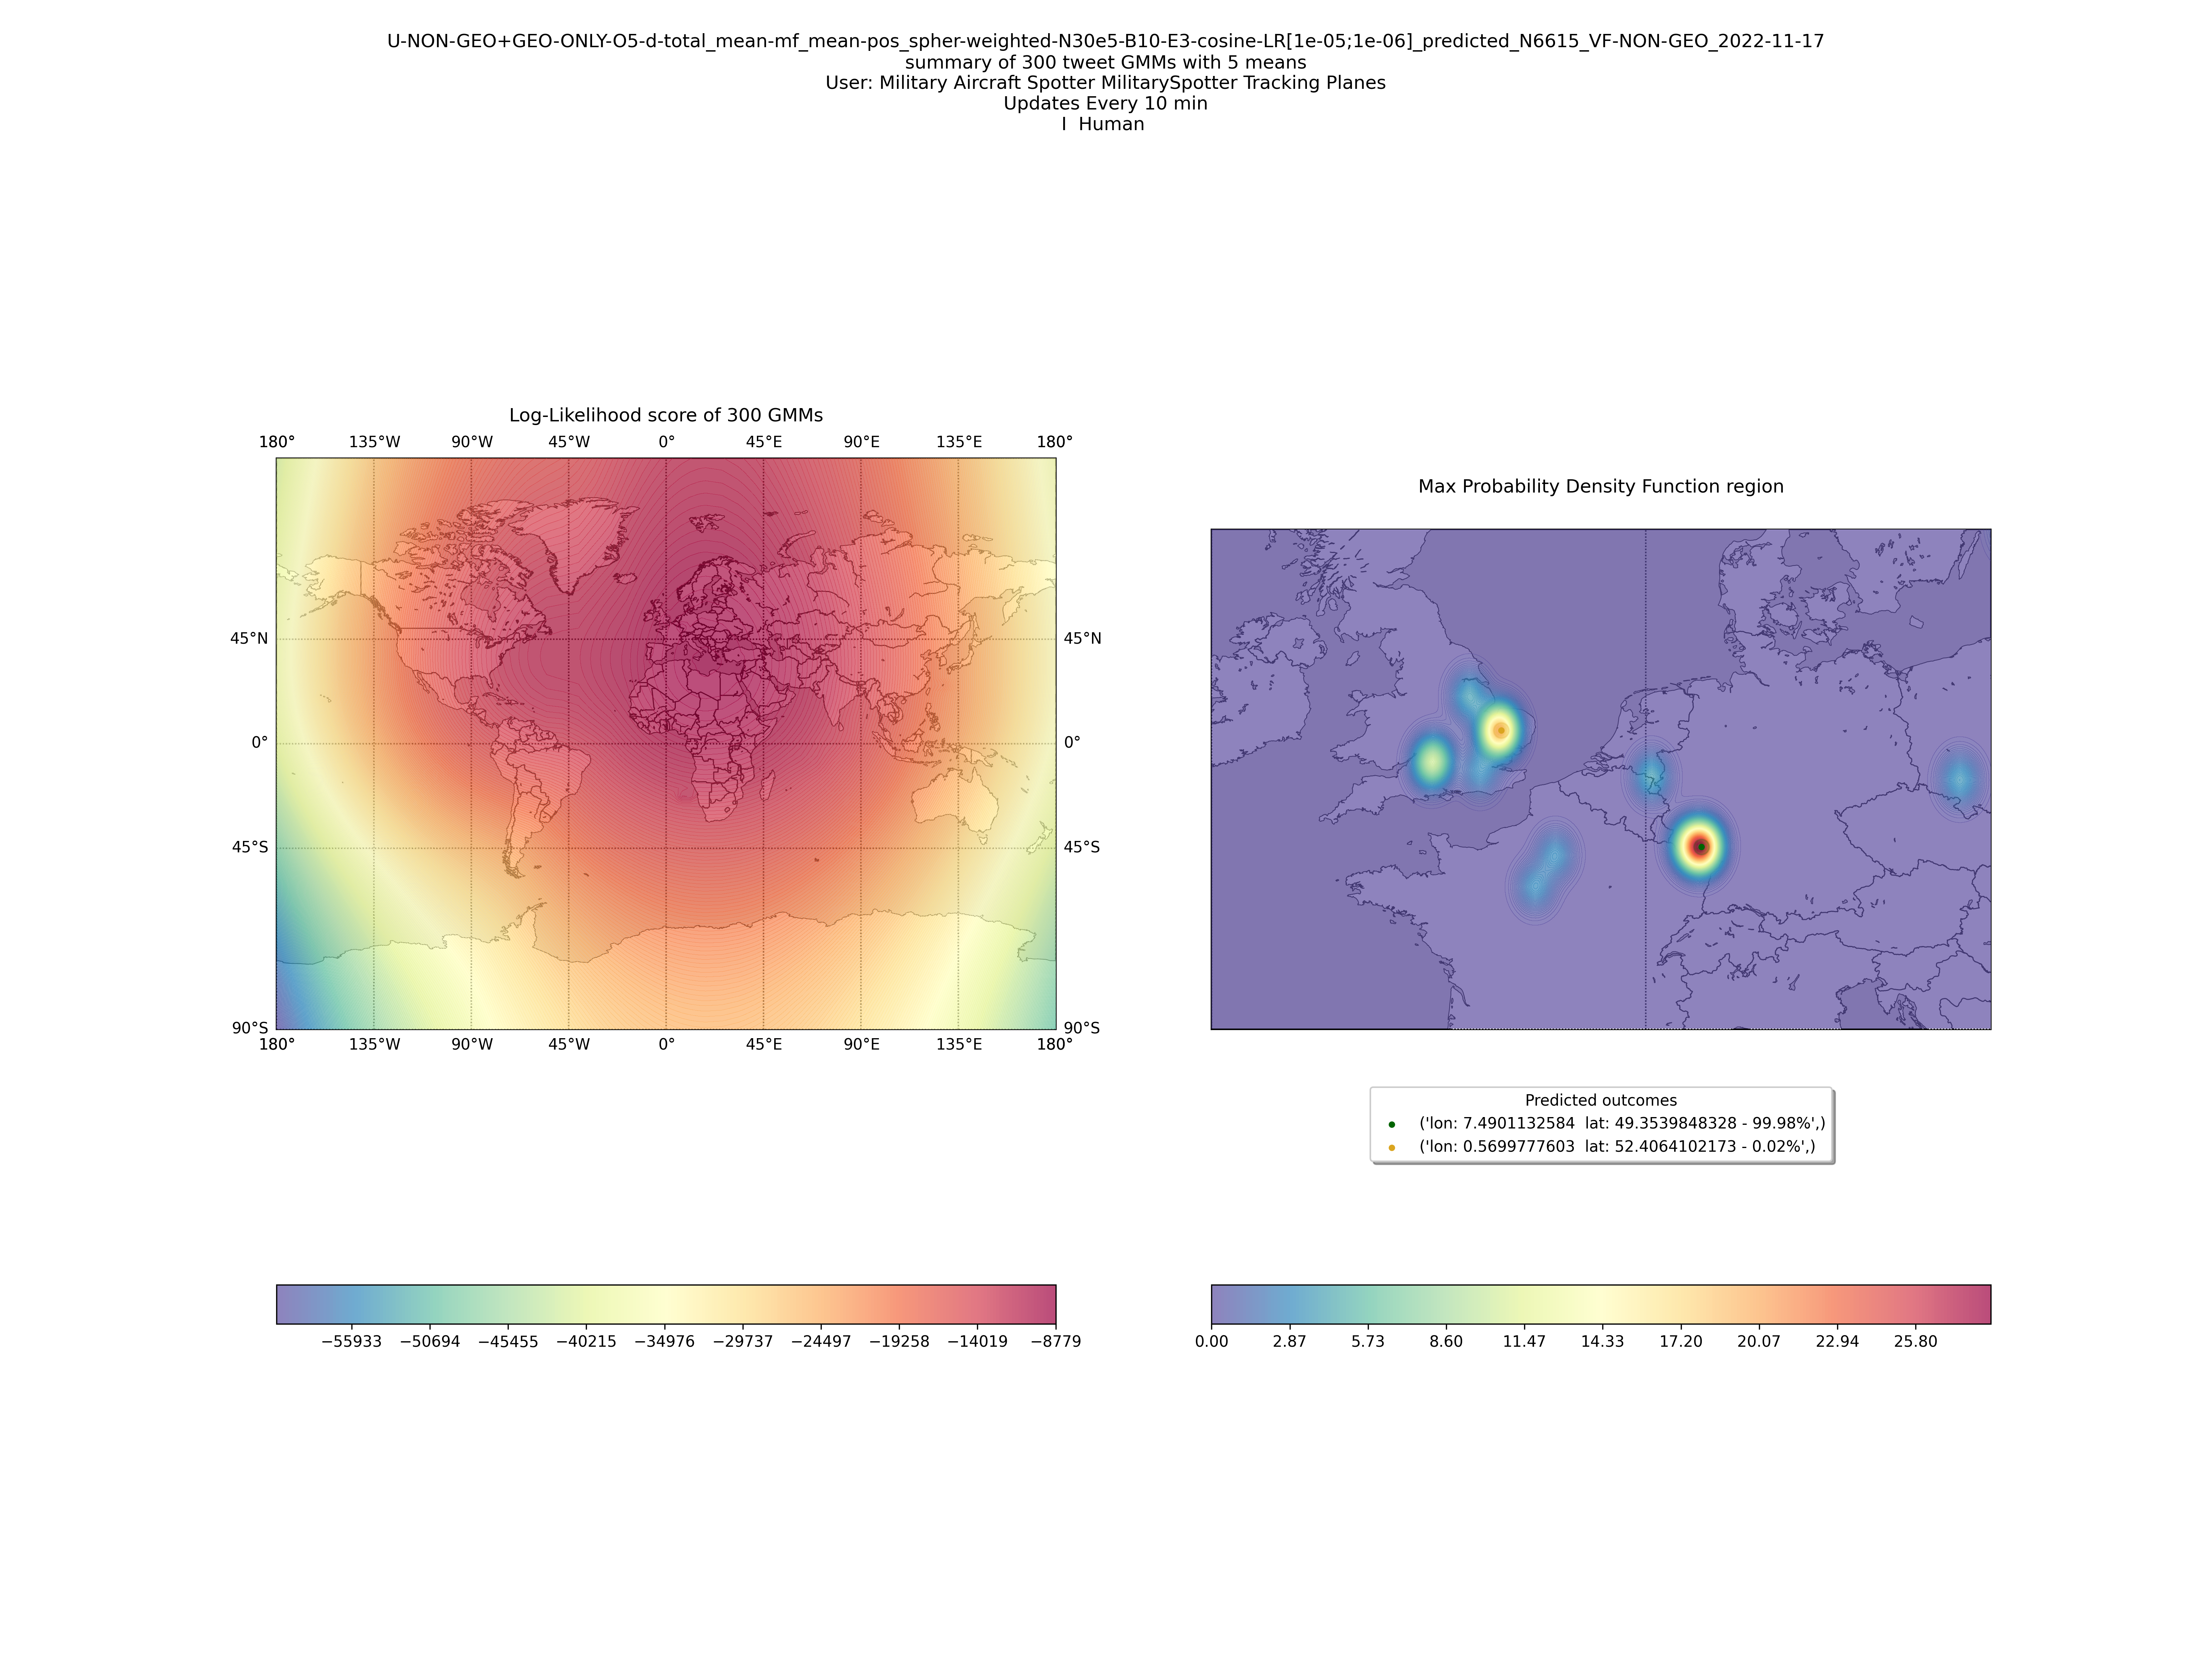 U-NON-GEO+GEO-ONLY-O5-d-total_mean-mf_mean-pos_spher-weighted-N30e5-B10-E3-cosine-LR[1e-05;1e-06]_predicted_N6615_VF-NON-GEO_2022-11-17
summary of 300 tweet GMMs with 5 means
User: Military Aircraft Spotter MilitarySpotter Tracking Planes
Updates Every 10 min
I  Human
Log-Likelihood score of 300 GMMs
180° 135°W 90°W 45°W 0° 45°E 90°E 135°E 180°
45°N 45°N
0° 0°
45°S 45°S
90°S 90°S
180° 135°W 90°W 45°W 0° 45°E 90°E 135°E 180°
−55933 −50694 −45455 −40215 −34976 −29737 −24497 −19258 −14019 −8779
Max Probability Density Function region
Predicted outcomes
('lon: 7.4901132584  lat: 49.3539848328 - 99.98%',)
('lon: 0.5699777603  lat: 52.4064102173 - 0.02%',)
0.00 2.87 5.73 8.60 11.47 14.33 17.20 20.07 22.94 25.80